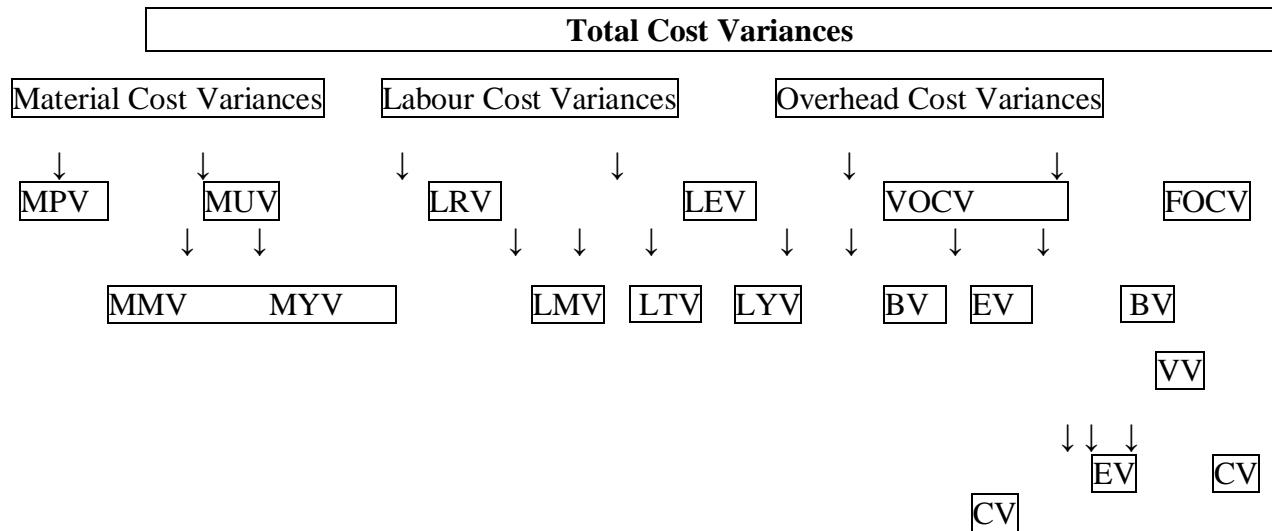 Total Cost Variances
Material Cost Variances Labour Cost Variances Overhead Cost Variances
↓ ↓ ↓ ↓ ↓ ↓
MPV MUV LRV LEV VOCV FOCV
↓ ↓ ↓ ↓ ↓ ↓ ↓ ↓ ↓
MMV MYV LMV LTV LYV BV EV BV
VV
↓ ↓ ↓
EV CV
CV